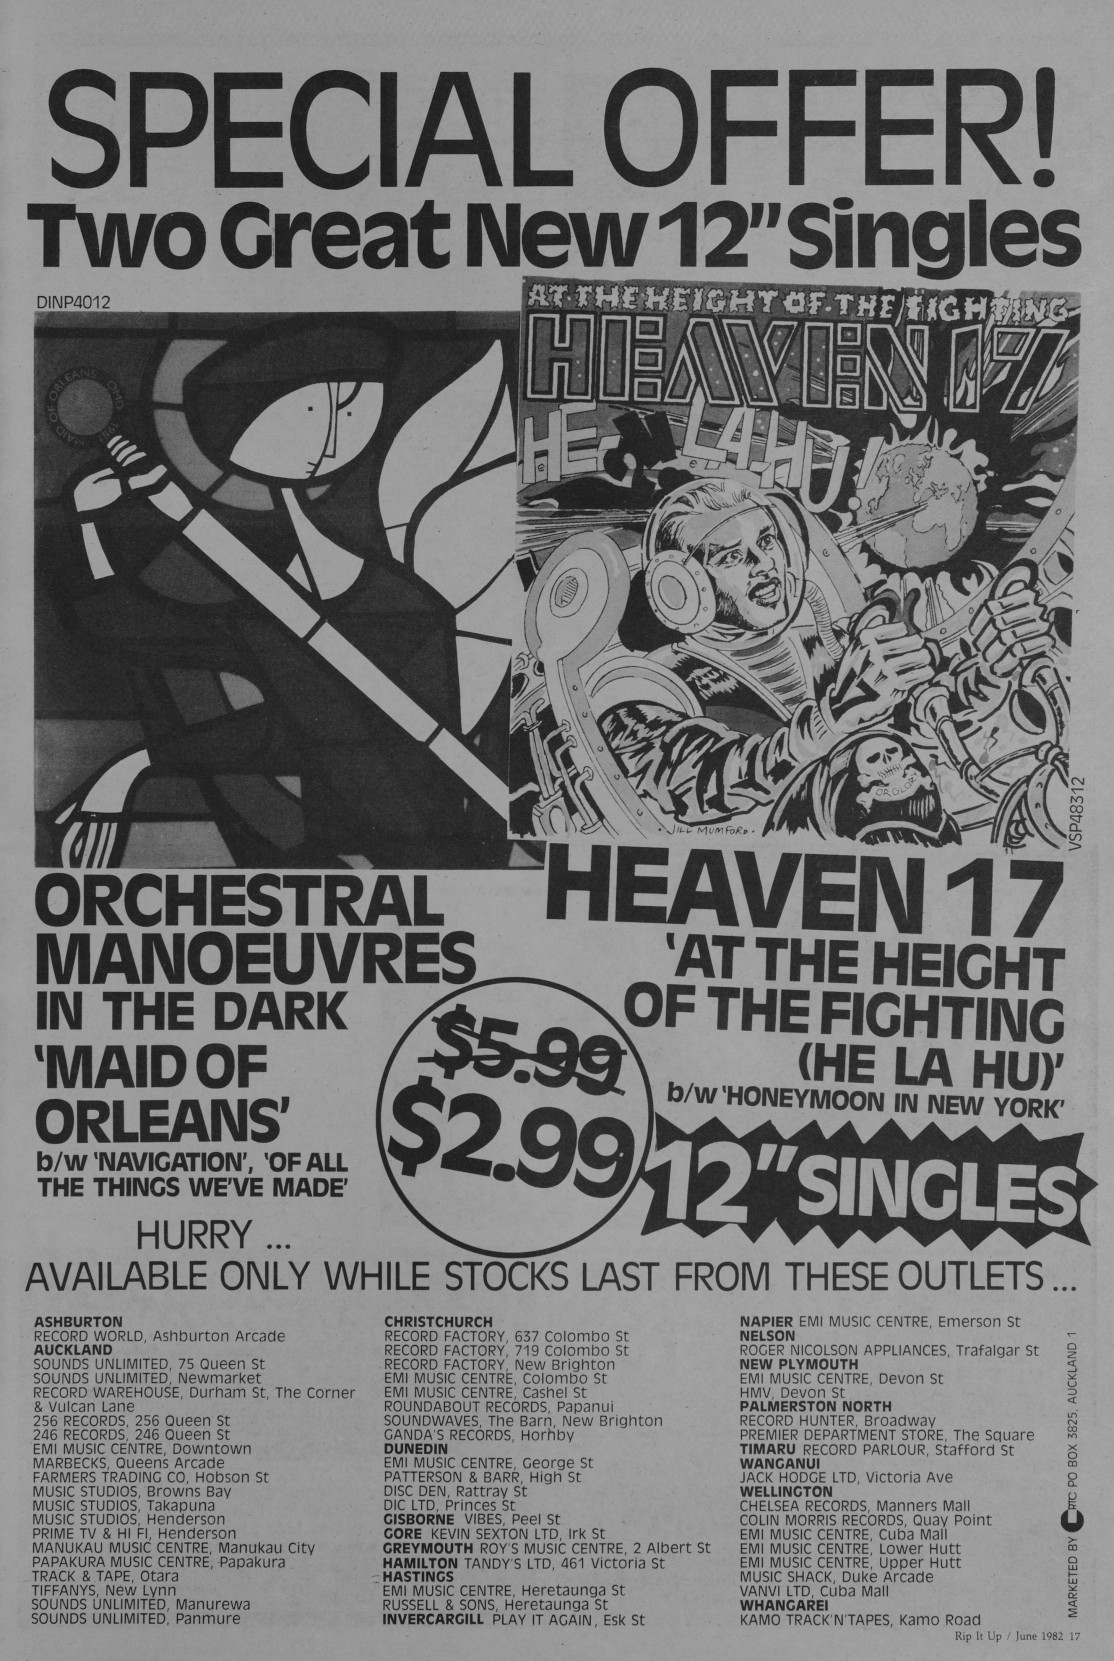 SPECIAL OFFER!
Two Great New 12" Singles
DINP4012
MAID OF ORLEANS OMD 1981
AT THE HEIGHT OF THE FIGHTING
HEAVEN 17
HE LA HU!
ORGLOR
·JILL MUMFORD·
VSP48312
ORCHESTRAL
MANOEUVRES
IN THE DARK
'MAID OF
ORLEANS'
b/w 'NAVIGATION', 'OF ALL
THE THINGS WE'VE MADE'
HEAVEN 17
'AT THE HEIGHT
OF THE FIGHTING
(HE LA HU)'
b/w 'HONEYMOON IN NEW YORK'
$5.99
$2.99
12" SINGLES
HURRY ...
AVAILABLE ONLY WHILE STOCKS LAST FROM THESE OUTLETS ...
ASHBURTON
RECORD WORLD, Ashburton Arcade
AUCKLAND
SOUNDS UNLIMITED, 75 Queen St
SOUNDS UNLIMITED, Newmarket
RECORD WAREHOUSE, Durham St, The Corner
& Vulcan Lane
256 RECORDS, 256 Queen St
246 RECORDS, 246 Queen St
EMI MUSIC CENTRE, Downtown
MARBECKS, Queens Arcade
FARMERS TRADING CO, Hobson St
MUSIC STUDIOS, Browns Bay
MUSIC STUDIOS, Takapuna
MUSIC STUDIOS, Henderson
PRIME TV & HI FI, Henderson
MANUKAU MUSIC CENTRE, Manukau City
PAPAKURA MUSIC CENTRE, Papakura
TRACK & TAPE, Otara
TIFFANYS, New Lynn
SOUNDS UNLIMITED, Manurewa
SOUNDS UNLIMITED, Panmure
CHRISTCHURCH
RECORD FACTORY, 637 Colombo St
RECORD FACTORY, 719 Colombo St
RECORD FACTORY, New Brighton
EMI MUSIC CENTRE, Colombo St
EMI MUSIC CENTRE, Cashel St
ROUNDABOUT RECORDS, Papanui
SOUNDWAVES, The Barn, New Brighton
GANDA'S RECORDS, Hornby
DUNEDIN
EMI MUSIC CENTRE, George St
PATTERSON & BARR, High St
DISC DEN, Rattray St
DIC LTD, Princes St
GISBORNE VIBES, Peel St
GORE KEVIN SEXTON LTD, Irk St
GREYMOUTH ROY'S MUSIC CENTRE, 2 Albert St
HAMILTON TANDY'S LTD, 461 Victoria St
HASTINGS
EMI MUSIC CENTRE, Heretaunga St
RUSSELL & SONS, Heretaunga St
INVERCARGILL PLAY IT AGAIN, Esk St
NAPIER EMI MUSIC CENTRE, Emerson St
NELSON
ROGER NICOLSON APPLIANCES, Trafalgar St
NEW PLYMOUTH
EMI MUSIC CENTRE, Devon St
HMV, Devon St
PALMERSTON NORTH
RECORD HUNTER, Broadway
PREMIER DEPARTMENT STORE, The Square
TIMARU RECORD PARLOUR, Stafford St
WANGANUI
JACK HODGE LTD, Victoria Ave
WELLINGTON
CHELSEA RECORDS, Manners Mall
COLIN MORRIS RECORDS, Quay Point
EMI MUSIC CENTRE, Cuba Mall
EMI MUSIC CENTRE, Lower Hutt
EMI MUSIC CENTRE, Upper Hutt
MUSIC SHACK, Duke Arcade
VANVI LTD, Cuba Mall
WHANGAREI
KAMO TRACK'N'TAPES, Kamo Road
MARKETED BY RTC PO BOX 3825, AUCKLAND 1
Rip It Up / June 1982 17